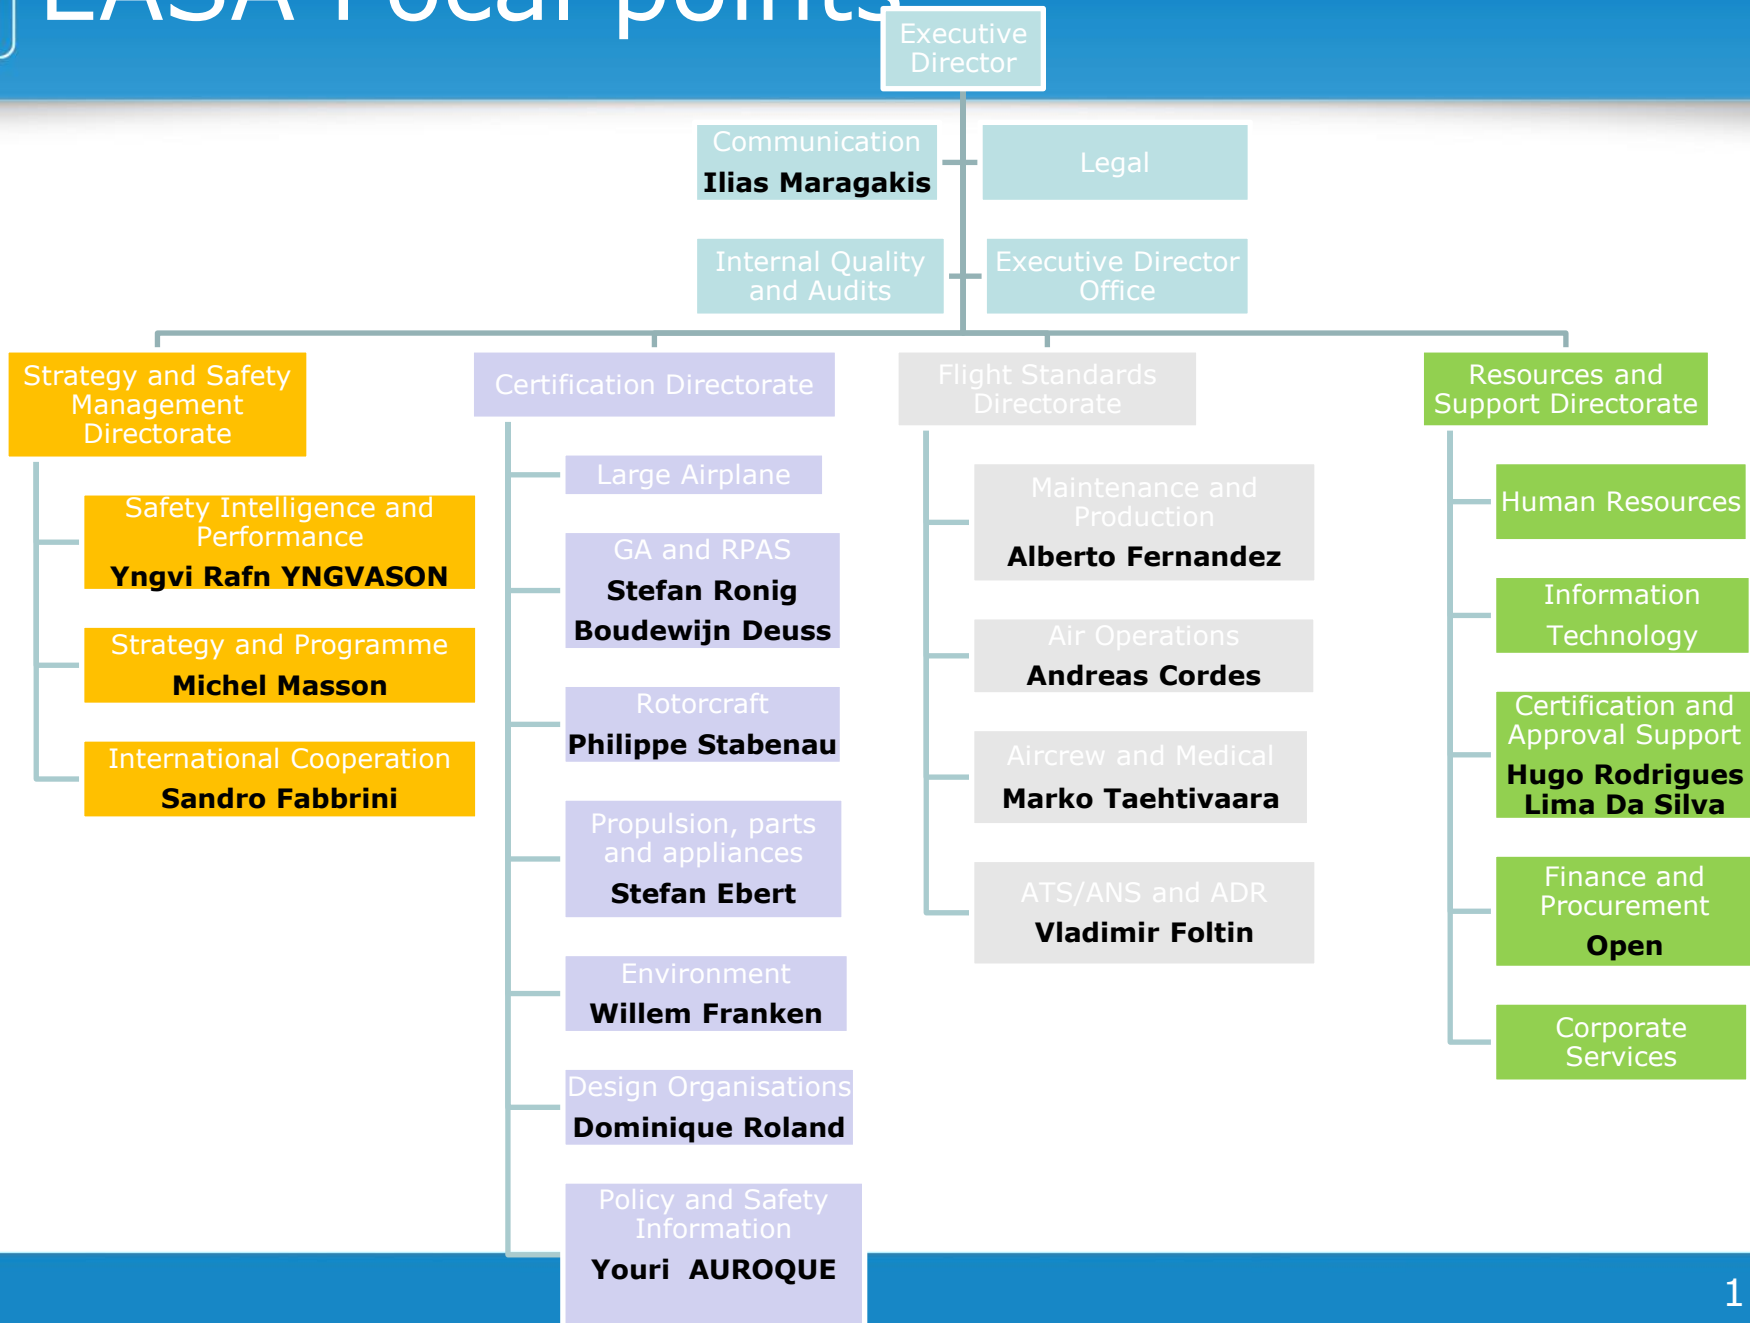 EASA Focal points
Executive
Director
Communication
Ilias Maragakis
Legal
Internal Quality
and Audits
Executive Director
Office
Strategy and Safety
Management
Directorate
Safety Intelligence and
Performance
Yngvi Rafn YNGVASON
Strategy and Programme
Michel Masson
International Cooperation
Sandro Fabbrini
Certification Directorate
Large Airplane
GA and RPAS
Stefan Ronig
Boudewijn Deuss
Rotorcraft
Philippe Stabenau
Propulsion, parts
and appliances
Stefan Ebert
Environment
Willem Franken
Design Organisations
Dominique Roland
Policy and Safety
Information
Youri  AUROQUE
Flight Standards
Directorate
Maintenance and
Production
Alberto Fernandez
Air Operations
Andreas Cordes
Aircrew and Medical
Marko Taehtivaara
ATS/ANS and ADR
Vladimir Foltin
Resources and
Support Directorate
Human Resources
Information
Technology
Certification and
Approval Support
Hugo Rodrigues
Lima Da Silva
Finance and
Procurement
Open
Corporate
Services
1